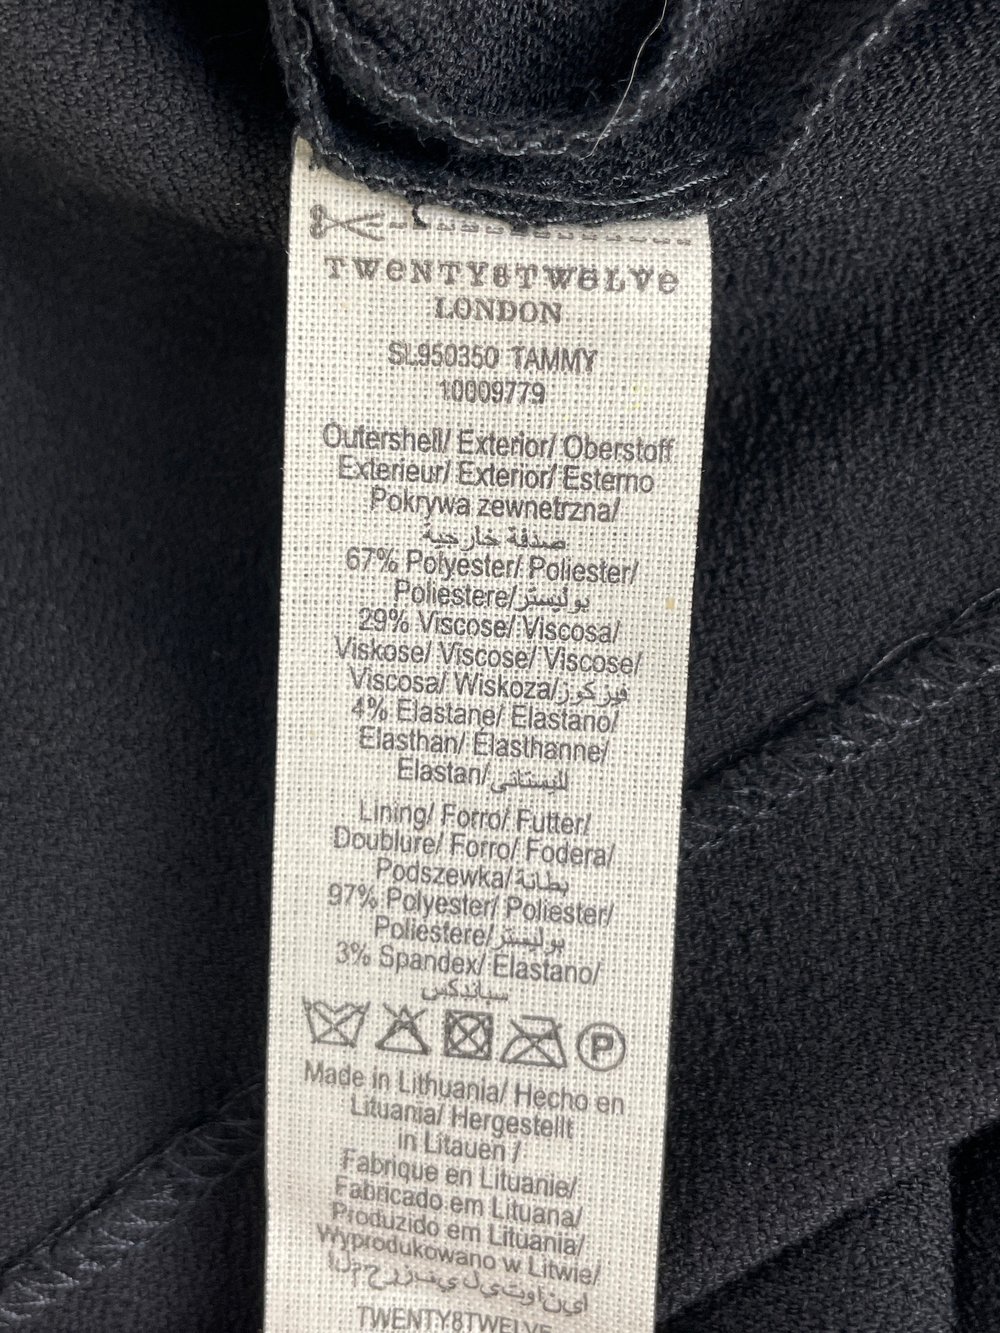 TWENTY8TWELVE
LONDON
SL950350 TAMMY
10009779
Outershell/ Exterior/ Oberstoff
Exterieur/ Exterior/ Esterno
Pokrywa zewnetrzna/
صدفة خارجية
67% Polyester/ Poliester/
Poliestere/بوليستر
29% Viscose/ Viscosa/
Viskose/ Viscose/ Viscose/
Viscosa/ Wiskoza/فيزكوز
4% Elastane/ Elastano/
Elasthan/ Elasthanne/
Elastan/
Lining/ Forro/ Futter/
Doublure/ Forro/ Fodera/
Podszewka/بطانة
97% Polyester/ Poliester/
Poliestere/بوليستر
3% Spandex/ Elastano/
سباندكس
P
Made in Lithuania/ Hecho en
Lituania/ Hergestellt
in Litauen /
Fabrique en Lituanie/
Fabricado em Lituana/
Produzido em Lituania/
Wyprodukowano w Litwie/
TWENTY8TWELVE